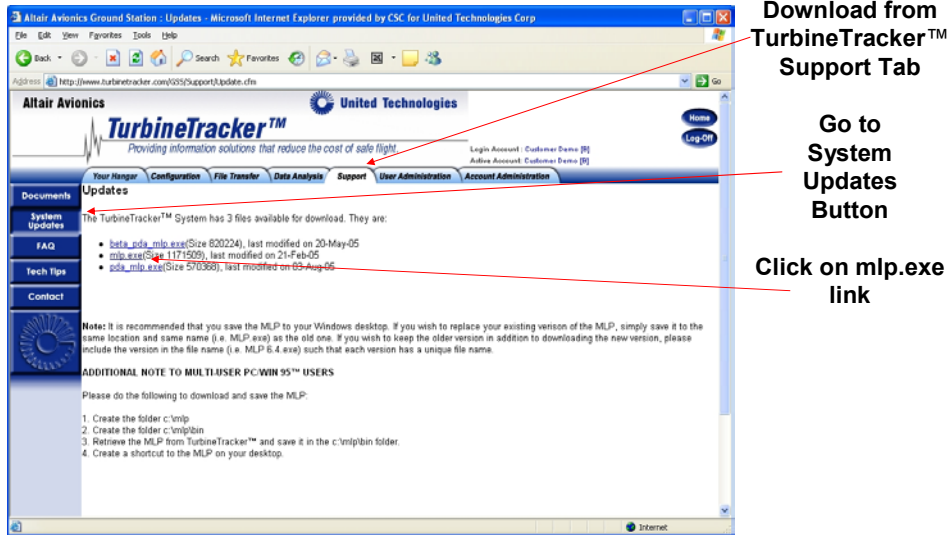 Altair Avionics Ground Station : Updates - Microsoft Internet Explorer provided by CSC for United Technologies Corp
File Edit View Favorites Tools Help
Back Search Favorites
Address http://www.turbinetracker.com/GSS/Support/Update.cfm Go
Altair Avionics
United Technologies
TurbineTracker™
Providing information solutions that reduce the cost of safe flight.
Login Account : Customer Demo [B]
Active Account: Customer Demo [B]
Home
Log-Off
Your Hangar Configuration File Transfer Data Analysis Support User Administration Account Administration
Documents
System
Updates
FAQ
Tech Tips
Contact
Updates
The TurbineTracker™ System has 3 files available for download. They are:
• beta_pda_mlp.exe(Size 820224), last modified on 20-May-05
• mlp.exe(Size 1171509), last modified on 21-Feb-05
• pda_mlp.exe(Size 570368), last modified on 03-Aug-05
Note: It is recommended that you save the MLP to your Windows desktop. If you wish to replace your existing verison of the MLP, simply save it to the
same location and same name (i.e. MLP.exe) as the old one. If you wish to keep the older version in addition to downloading the new version, please
include the version in the file name (i.e. MLP 6.4.exe) such that each version has a unique file name.
ADDITIONAL NOTE TO MULTI-USER PC/WIN 95™ USERS
Please do the following to download and save the MLP:
1. Create the folder c:\mlp
2. Create the folder c:\mlp\bin
3. Retrieve the MLP from TurbineTracker™ and save it in the c:\mlp\bin folder.
4. Create a shortcut to the MLP on your desktop.
Internet
Download from
TurbineTracker™
Support Tab
Go to
System
Updates
Button
Click on mlp.exe
link